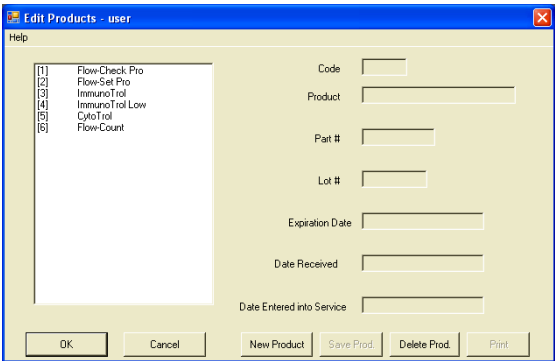 Edit Products - user
Help
[1] Flow-Check Pro
[2] Flow-Set Pro
[3] ImmunoTrol
[4] ImmunoTrol Low
[5] CytoTrol
[6] Flow-Count
Code
Product
Part #
Lot #
Expiration Date
Date Received
Date Entered into Service
OK Cancel New Product Save Prod. Delete Prod. Print